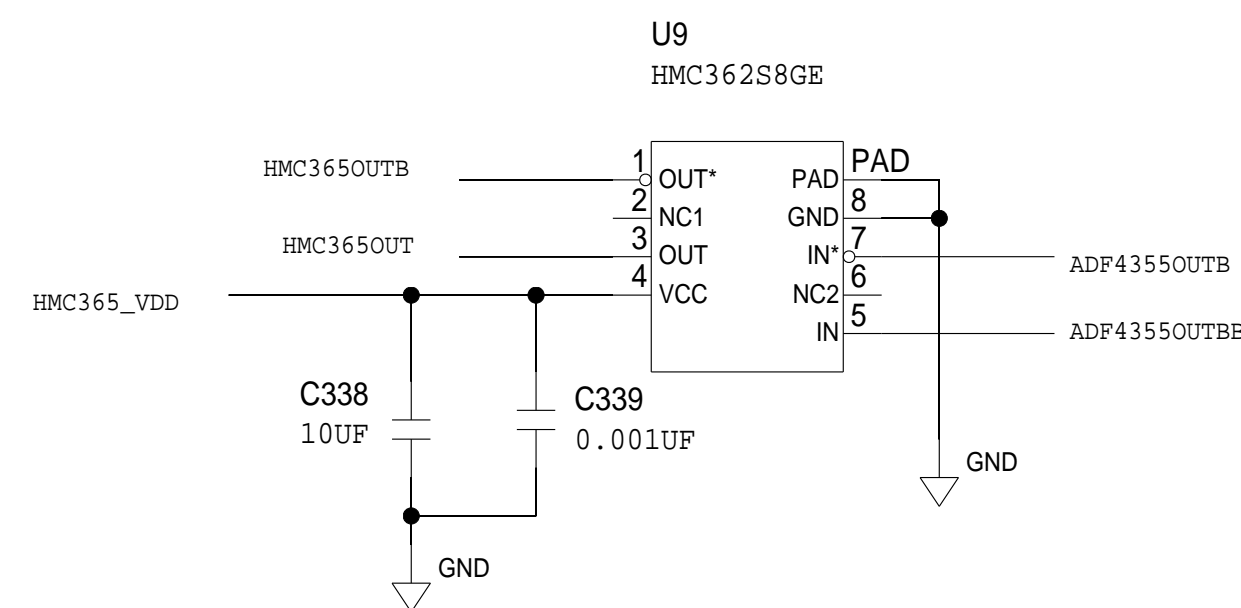 U9
HMC362S8GE
HMC365OUTB
1
OUT*
PAD
PAD
2
NC1
GND
8
HMC365OUT
3
OUT
IN*
7
ADF4355OUTB
HMC365_VDD
4
VCC
NC2
6
IN
5
ADF4355OUTBB
C338
10UF
C339
0.001UF
GND
GND